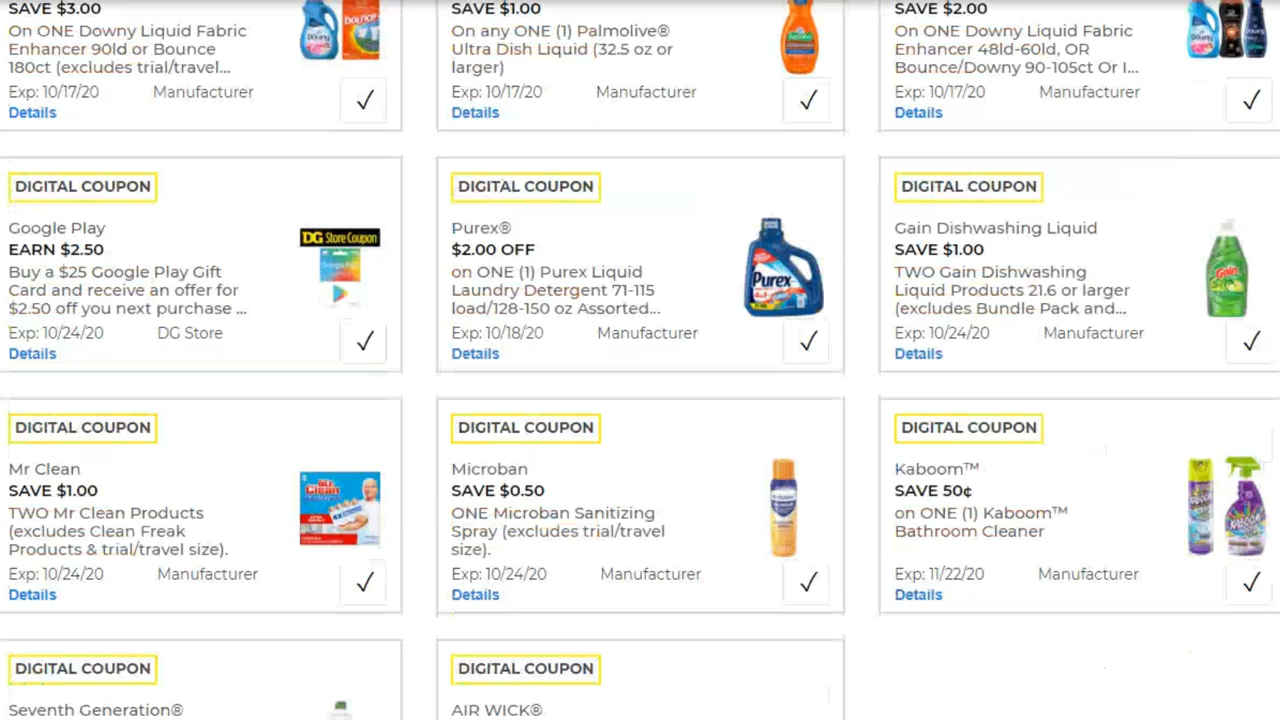 SAVE $3.00
On ONE Downy Liquid Fabric
Enhancer 90ld or Bounce
180ct (excludes trial/travel...
Exp: 10/17/20 Manufacturer
Details
SAVE $1.00
On any ONE (1) Palmolive®
Ultra Dish Liquid (32.5 oz or
larger)
Exp: 10/17/20 Manufacturer
Details
SAVE $2.00
On ONE Downy Liquid Fabric
Enhancer 48ld-60ld, OR
Bounce/Downy 90-105ct Or I...
Exp: 10/17/20 Manufacturer
Details
DIGITAL COUPON
Google Play
EARN $2.50
Buy a $25 Google Play Gift
Card and receive an offer for
$2.50 off you next purchase ...
Exp: 10/24/20 DG Store
Details
DG Store Coupon
DIGITAL COUPON
Purex®
$2.00 OFF
on ONE (1) Purex Liquid
Laundry Detergent 71-115
load/128-150 oz Assorted...
Exp: 10/18/20 Manufacturer
Details
Purex
DIGITAL COUPON
Gain Dishwashing Liquid
SAVE $1.00
TWO Gain Dishwashing
Liquid Products 21.6 or larger
(excludes Bundle Pack and...
Exp: 10/24/20 Manufacturer
Details
Gain
DIGITAL COUPON
Mr Clean
SAVE $1.00
TWO Mr Clean Products
(excludes Clean Freak
Products & trial/travel size).
Exp: 10/24/20 Manufacturer
Details
Mr. Clean
DIGITAL COUPON
Microban
SAVE $0.50
ONE Microban Sanitizing
Spray (excludes trial/travel
size).
Exp: 10/24/20 Manufacturer
Details
DIGITAL COUPON
Kaboom™
SAVE 50¢
on ONE (1) Kaboom™
Bathroom Cleaner
Exp: 11/22/20 Manufacturer
Details
KABOOM
DIGITAL COUPON
Seventh Generation®
DIGITAL COUPON
AIR WICK®